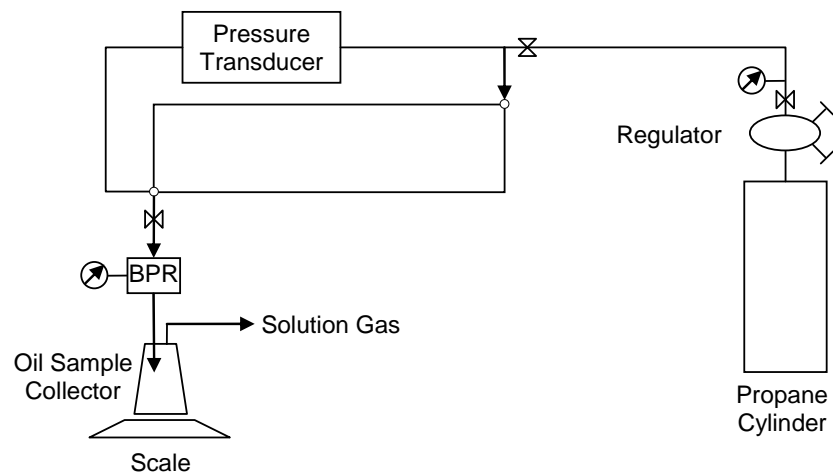 Pressure
Transducer
Regulator
BPR
Solution Gas
Oil Sample
Collector
Propane
Cylinder
Scale